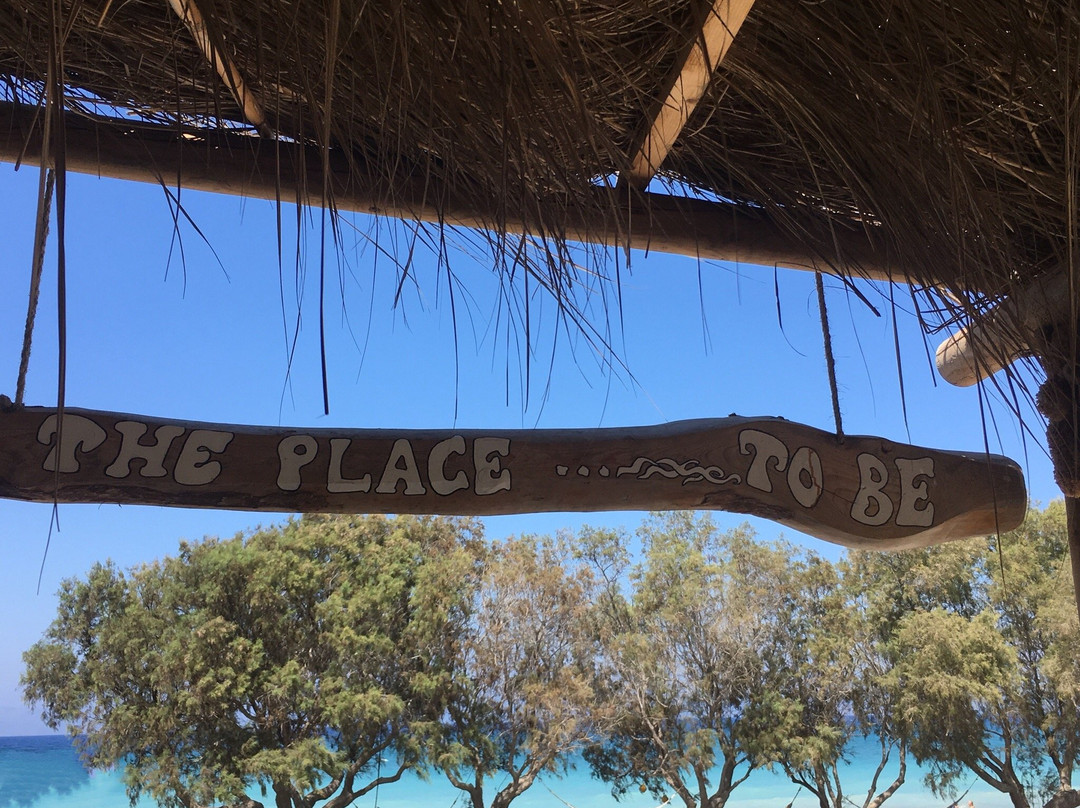 THE PLACE ... TO BE